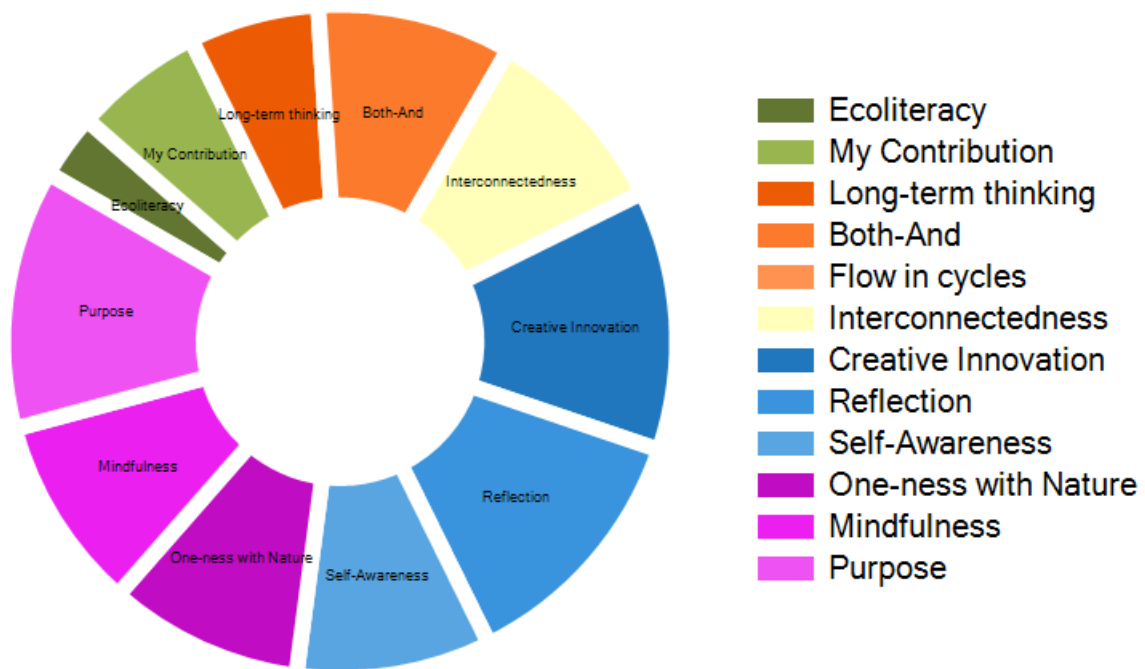 Long-term thinking
Both-And
My Contribution
Interconnectedness
Ecoliteracy
Purpose
Creative Innovation
Mindfulness
Reflection
One-ness with Nature
Self-Awareness
Ecoliteracy
My Contribution
Long-term thinking
Both-And
Flow in cycles
Interconnectedness
Creative Innovation
Reflection
Self-Awareness
One-ness with Nature
Mindfulness
Purpose